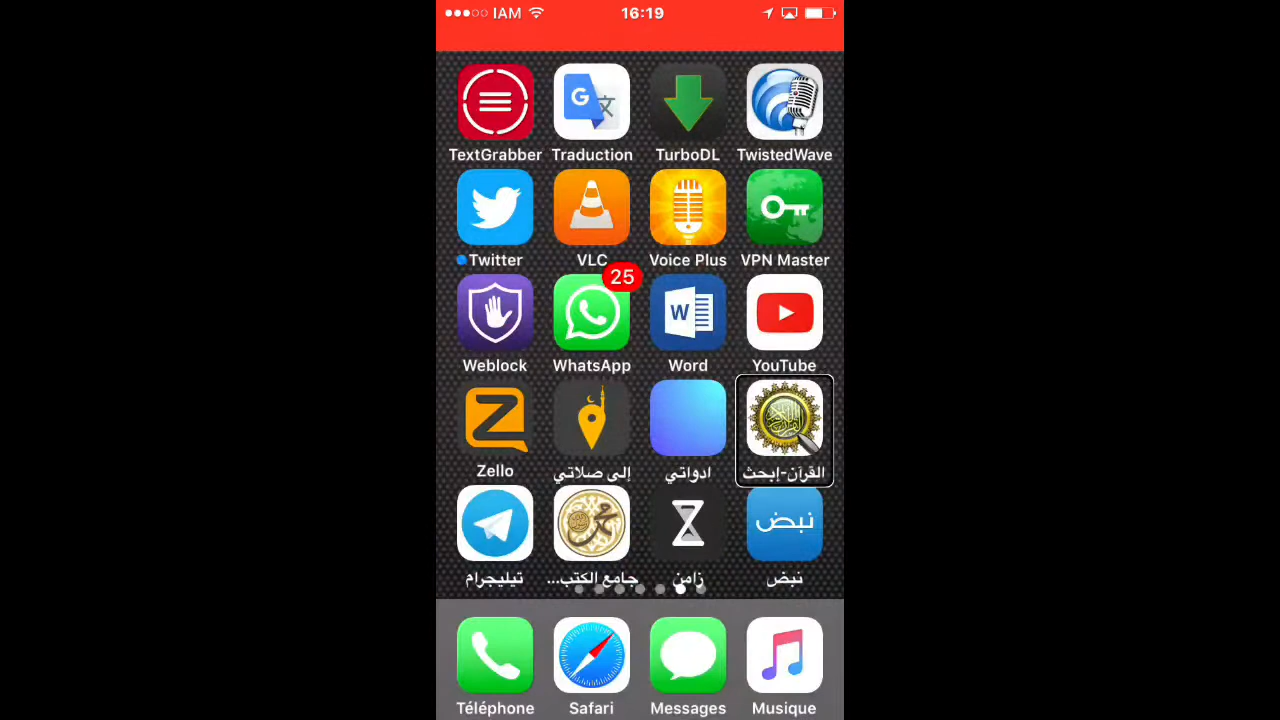 IAM 16:19
TextGrabber Traduction TurboDL TwistedWave
Twitter VLC Voice Plus VPN Master
25
W
Weblock WhatsApp Word YouTube
Zello إلى صلاتي ادواتي القرآن-إبحث
نبض
تيليجرام جامع الكتب... زامن نبض
Téléphone Safari Messages Musique